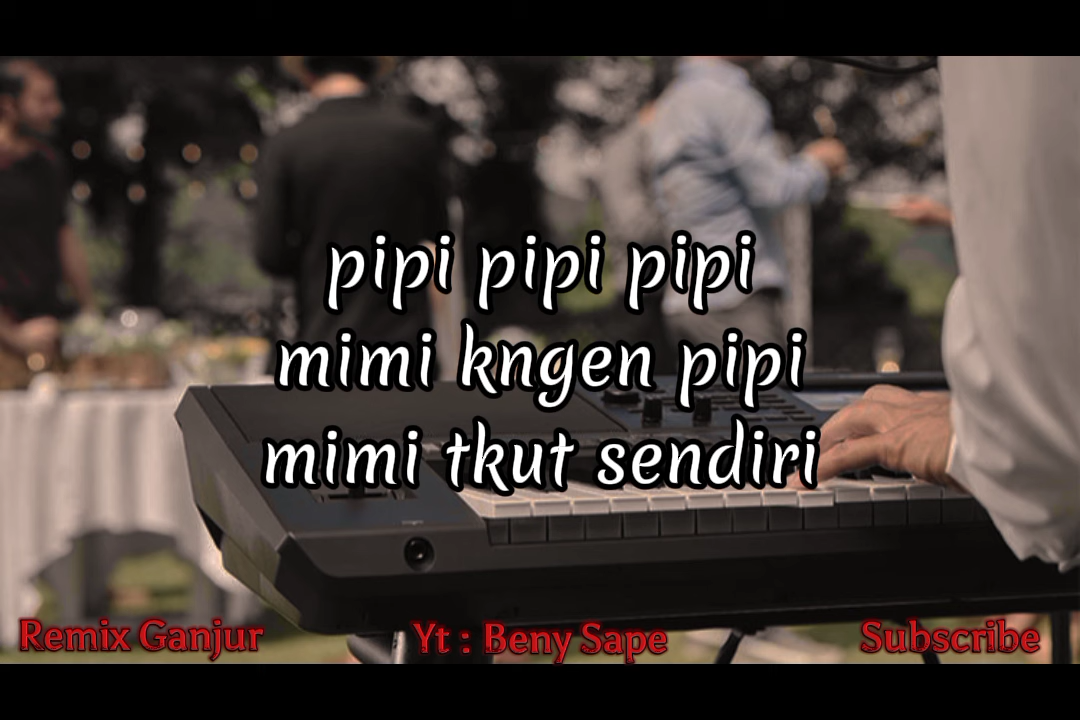 pipi pipi pipi
mimi kngen pipi
mimi tkut sendiri
Remix Ganjur
Yt : Beny Sape
Subscribe